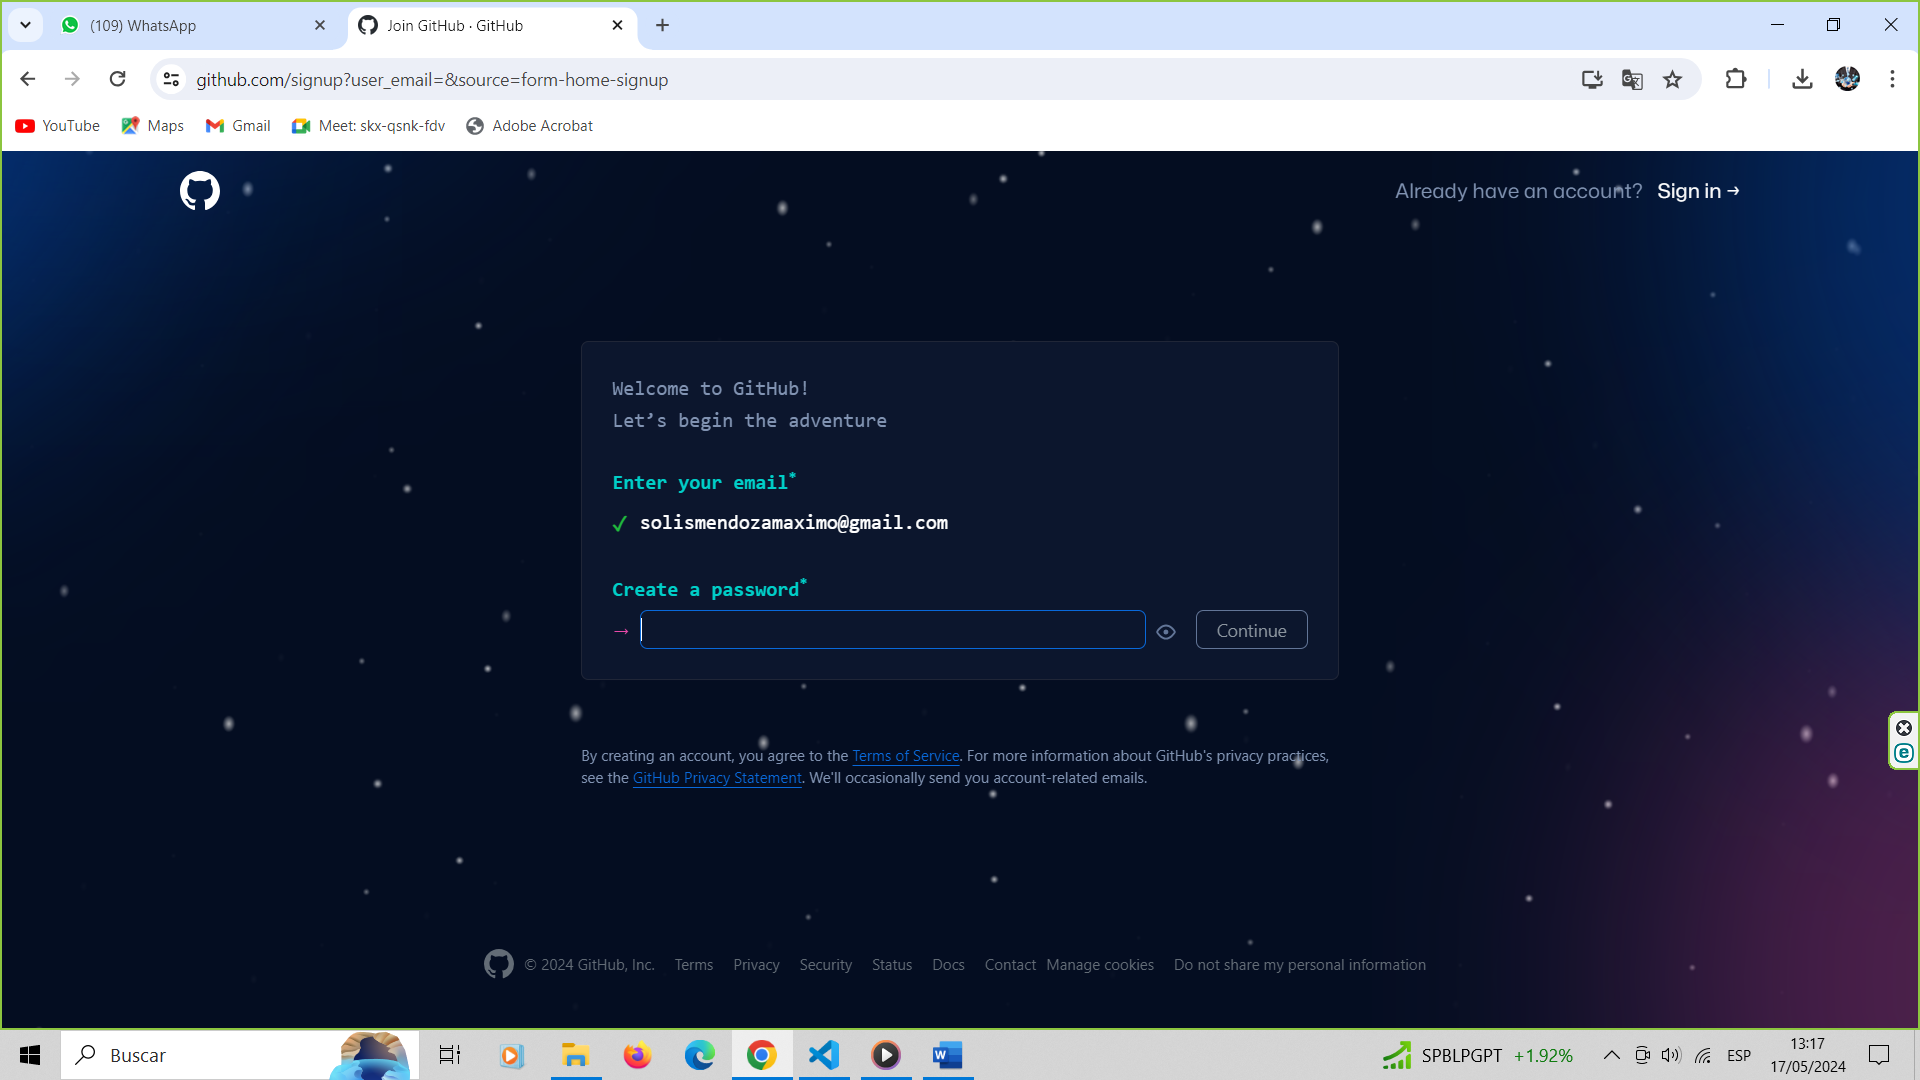 (109) WhatsApp
Join GitHub · GitHub
github.com/signup?user_email=&source=form-home-signup
YouTube
Maps
Gmail
Meet: skx-qsnk-fdv
Adobe Acrobat
Already have an account? Sign in →
Welcome to GitHub!
Let’s begin the adventure
Enter your email*
✓ solismendozamaximo@gmail.com
Create a password*
→
Continue
By creating an account, you agree to the Terms of Service. For more information about GitHub's privacy practices,
see the GitHub Privacy Statement. We'll occasionally send you account-related emails.
© 2024 GitHub, Inc. Terms Privacy Security Status Docs Contact Manage cookies Do not share my personal information
Buscar
SPBLPGPT +1.92%
ESP
13:17
17/05/2024